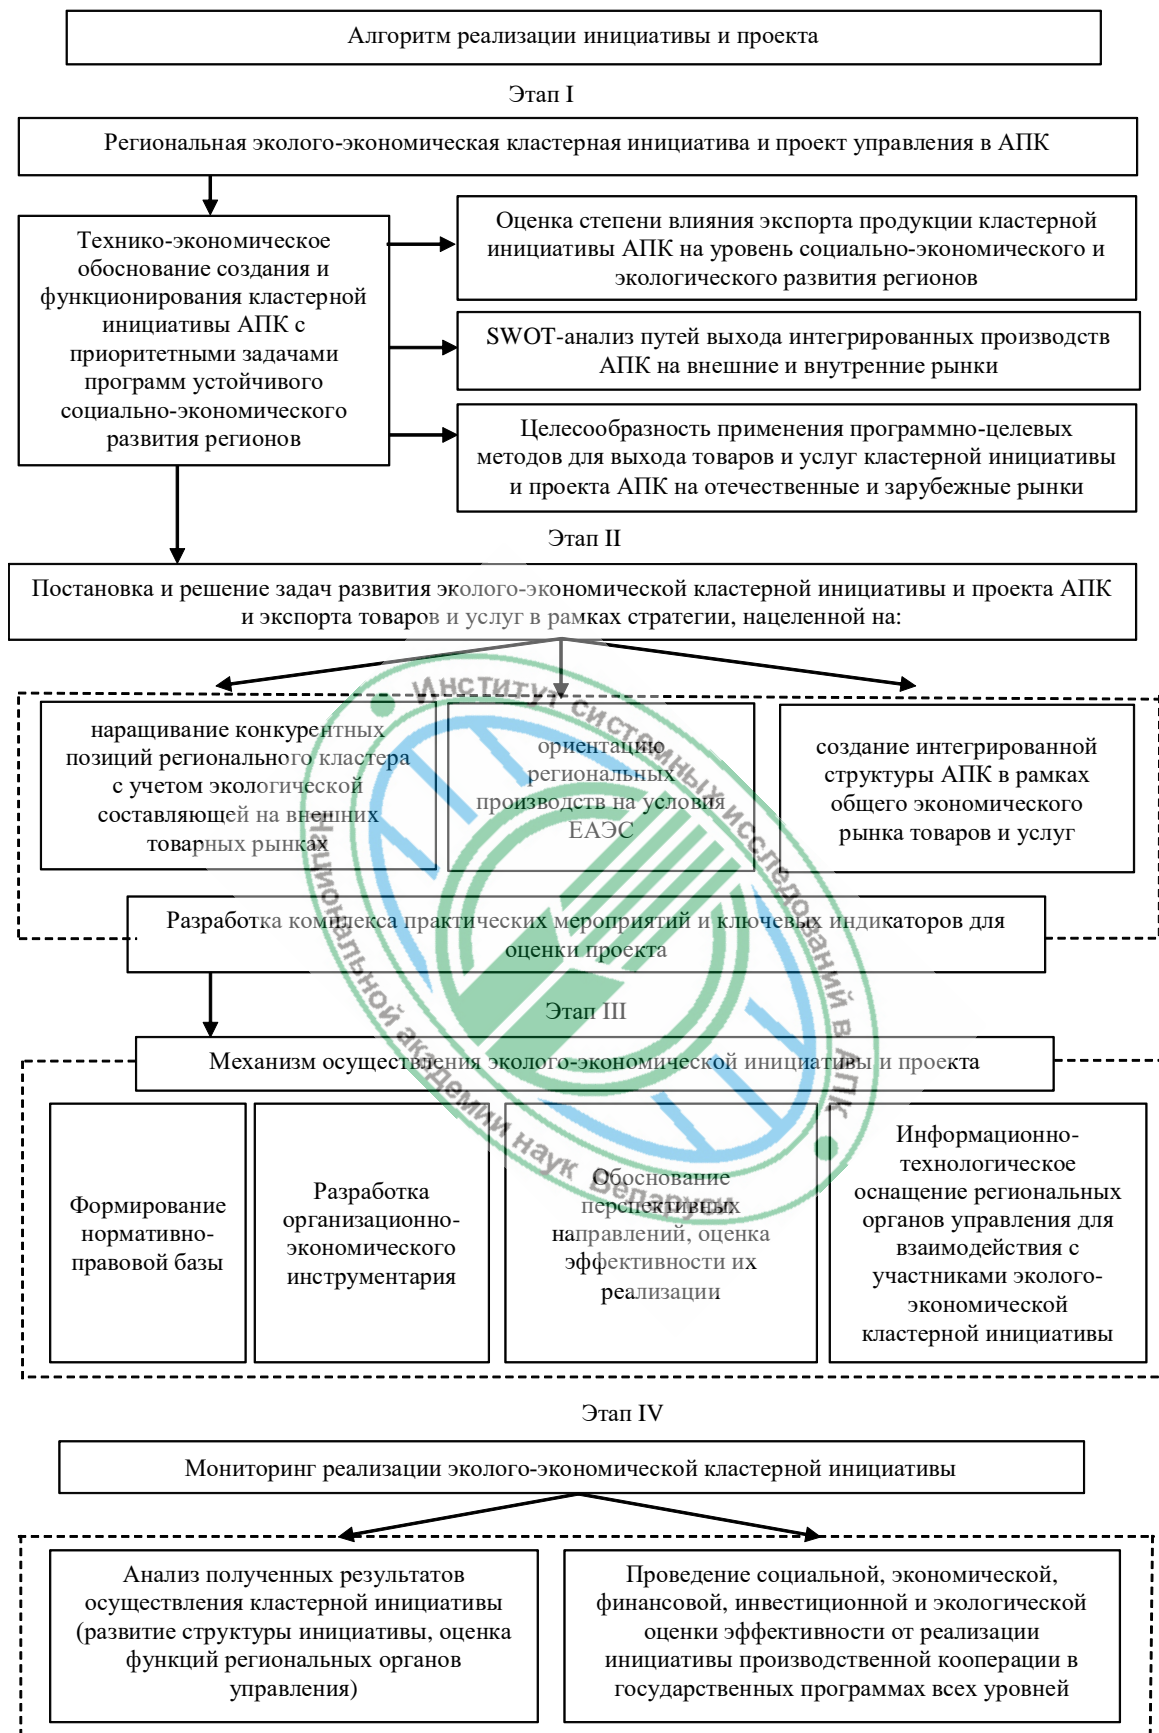 Алгоритм реализации инициативы и проекта
Этап I
Региональная эколого-экономическая кластерная инициатива и проект управления в АПК
Технико-экономическое
обоснование создания и
функционирования кластерной
инициативы АПК с
приоритетными задачами
программ устойчивого
социально-экономического
развития регионов
Оценка степени влияния экспорта продукции кластерной
инициативы АПК на уровень социально-экономического и
экологического развития регионов
SWOT-анализ путей выхода интегрированных производств
АПК на внешние и внутренние рынки
Целесообразность применения программно-целевых
методов для выхода товаров и услуг кластерной инициативы
и проекта АПК на отечественные и зарубежные рынки
Этап II
Постановка и решение задач развития эколого-экономической кластерной инициативы и проекта АПК
и экспорта товаров и услуг в рамках стратегии, нацеленной на:
наращивание конкурентных
позиций регионального кластера
с учетом экологической
составляющей на внешних
товарных рынках
ориентацию
региональных
производств на условия
ЕАЭС
создание интегрированной
структуры АПК в рамках
общего экономического
рынка товаров и услуг
Разработка комплекса практических мероприятий и ключевых индикаторов для
оценки проекта
Этап III
Механизм осуществления эколого-экономической инициативы и проекта
Формирование
нормативно-
правовой базы
Разработка
организационно-
экономического
инструментария
Обоснование
перспективных
направлений, оценка
эффективности их
реализации
Информационно-
технологическое
оснащение региональных
органов управления для
взаимодействия с
участниками эколого-
экономической
кластерной инициативы
Этап IV
Мониторинг реализации эколого-экономической кластерной инициативы
Анализ полученных результатов
осуществления кластерной инициативы
(развитие структуры инициативы, оценка
функций региональных органов
управления)
Проведение социальной, экономической,
финансовой, инвестиционной и экологической
оценки эффективности от реализации
инициативы производственной кооперации в
государственных программах всех уровней
Институт системных исследований в АПК
Национальной академии наук Беларуси